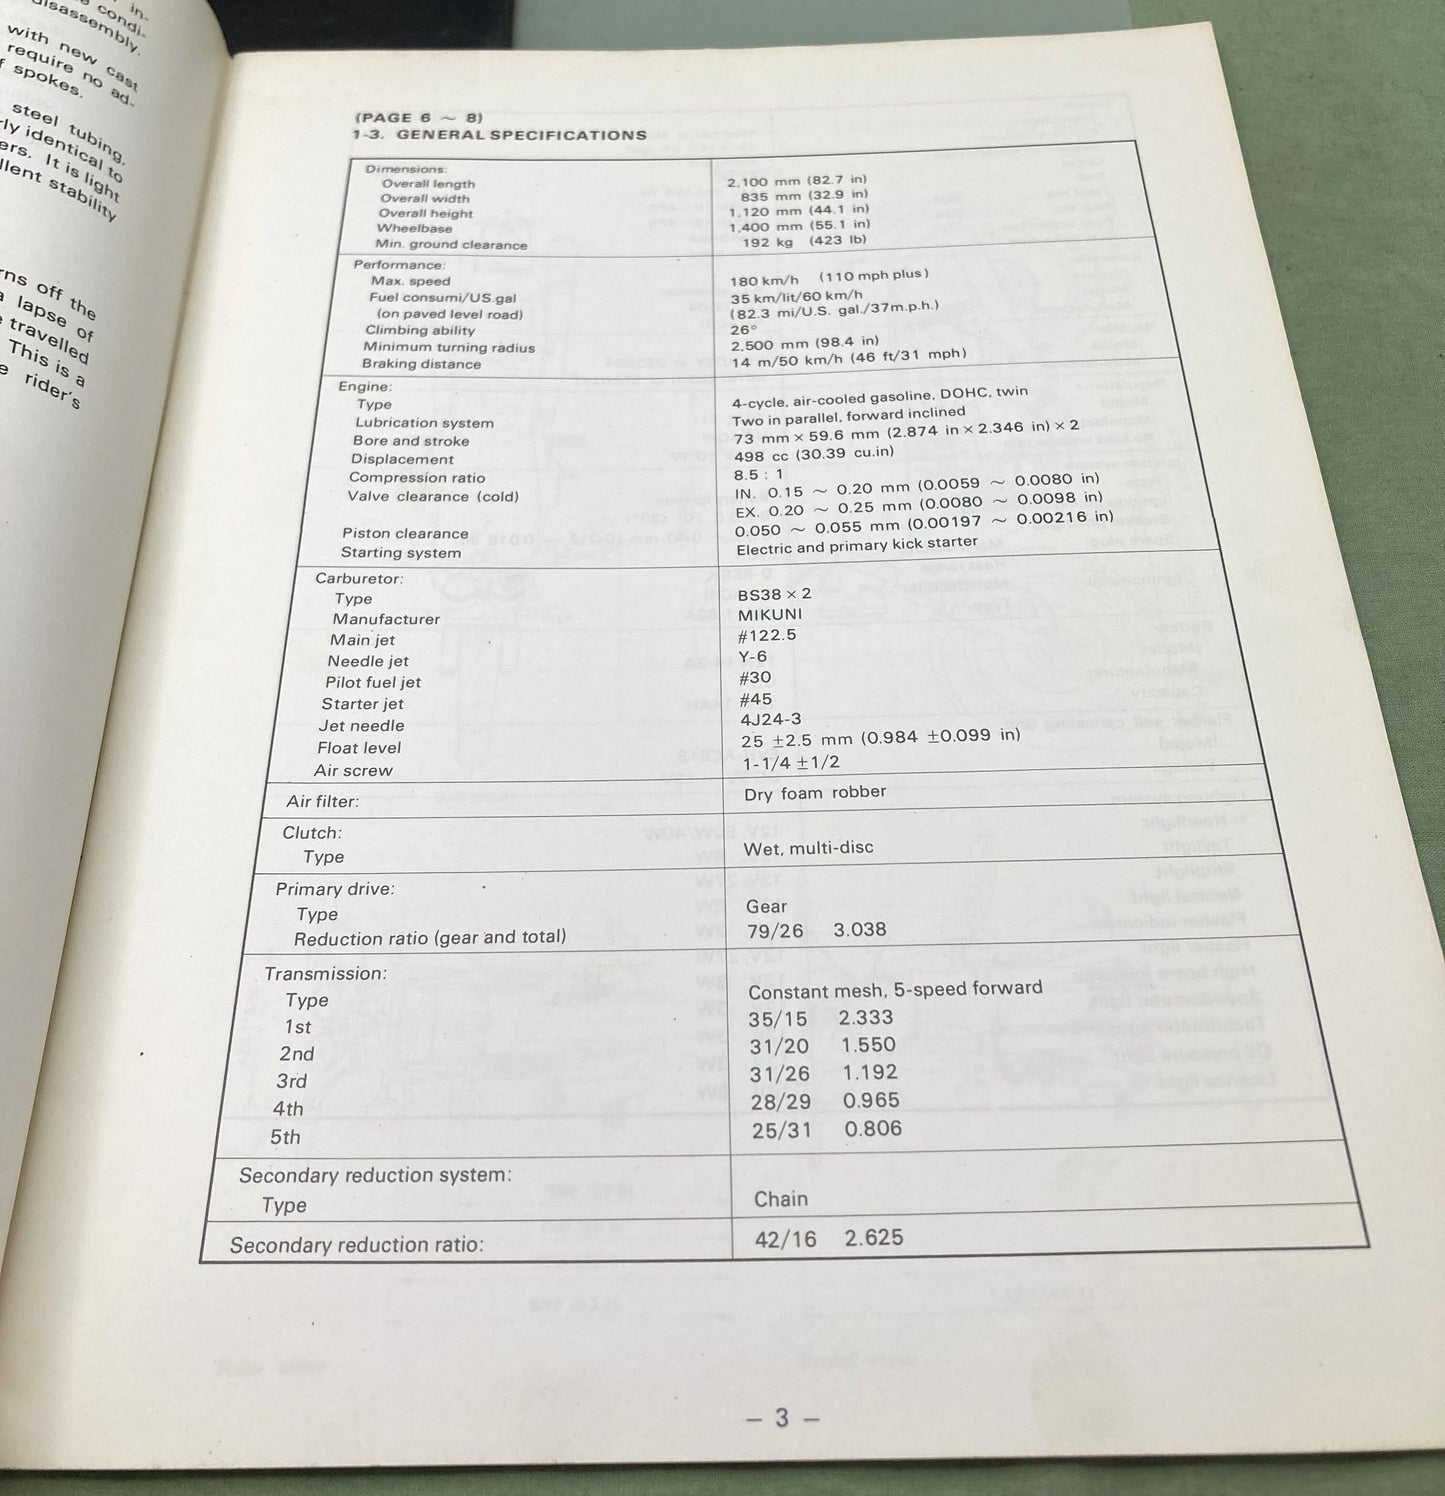 in-
condi-
disassembly.
with new cast
require no ad-
f spokes.
steel tubing.
rly identical to
ers. It is light
llent stability
rns off the
a lapse of
travelled
This is a
e rider's
(PAGE 6 ~ 8)
1-3. GENERAL SPECIFICATIONS
Dimensions:
Overall length 2,100 mm (82.7 in)
Overall width 835 mm (32.9 in)
Overall height 1,120 mm (44.1 in)
Wheelbase 1,400 mm (55.1 in)
Min. ground clearance 192 kg (423 lb)
Performance:
Max. speed 180 km/h (110 mph plus)
Fuel consumi/US.gal 35 km/lit/60 km/h
(on paved level road) (82.3 mi/U.S. gal./37m.p.h.)
Climbing ability 26°
Minimum turning radius 2,500 mm (98.4 in)
Braking distance 14 m/50 km/h (46 ft/31 mph)
Engine:
Type 4-cycle, air-cooled gasoline, DOHC, twin
Lubrication system Two in parallel, forward inclined
Bore and stroke 73 mm × 59.6 mm (2.874 in × 2.346 in) × 2
Displacement 498 cc (30.39 cu.in)
Compression ratio 8.5 : 1
Valve clearance (cold) IN. 0.15 ~ 0.20 mm (0.0059 ~ 0.0080 in)
EX. 0.20 ~ 0.25 mm (0.0080 ~ 0.0098 in)
Piston clearance 0.050 ~ 0.055 mm (0.00197 ~ 0.00216 in)
Starting system Electric and primary kick starter
Carburetor:
Type BS38 × 2
Manufacturer MIKUNI
Main jet #122.5
Needle jet Y-6
Pilot fuel jet #30
Starter jet #45
Jet needle 4J24-3
Float level 25 ±2.5 mm (0.984 ±0.099 in)
Air screw 1-1/4 ±1/2
Air filter: Dry foam robber
Clutch:
Type Wet, multi-disc
Primary drive:
Type Gear
Reduction ratio (gear and total) 79/26 3.038
Transmission:
Type Constant mesh, 5-speed forward
1st 35/15 2.333
2nd 31/20 1.550
3rd 31/26 1.192
4th 28/29 0.965
5th 25/31 0.806
Secondary reduction system:
Type Chain
Secondary reduction ratio: 42/16 2.625
– 3 –